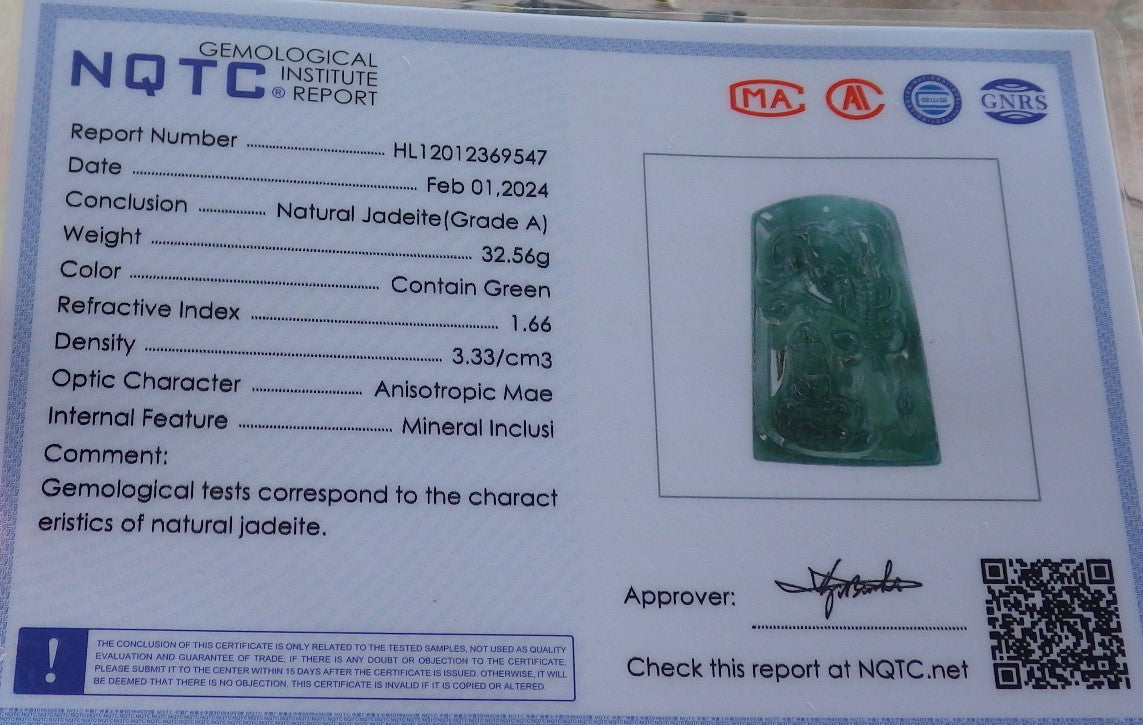 GEMOLOGICAL
NQTC INSTITUTE
® REPORT
MA
GNRS
Report Number HL12012369547
Date Feb 01,2024
Conclusion Natural Jadeite(Grade A)
Weight 32.56g
Color Contain Green
Refractive Index 1.66
Density 3.33/cm3
Optic Character Anisotropic Mae
Internal Feature Mineral Inclusi
Comment:
Gemological tests correspond to the charact
eristics of natural jadeite.
Approver:
Check this report at NQTC.net
!
THE CONCLUSION OF THIS CERTIFICATE IS ONLY RELATED TO THE TESTED SAMPLES, NOT USED AS QUALITY
EVALUATION AND GUARANTEE OF TRADE; IF THERE IS ANY DOUBT OR OBJECTION TO THE CERTIFICATE,
PLEASE SUBMIT IT TO THE CENTER WITHIN 15 DAYS AFTER THE CERTIFICATE IS ISSUED. OTHERWISE, IT WILL
BE DEEMED THAT THERE IS NO OBJECTION. THIS CERTIFICATE IS INVALID IF IT IS COPIED OR ALTERED.